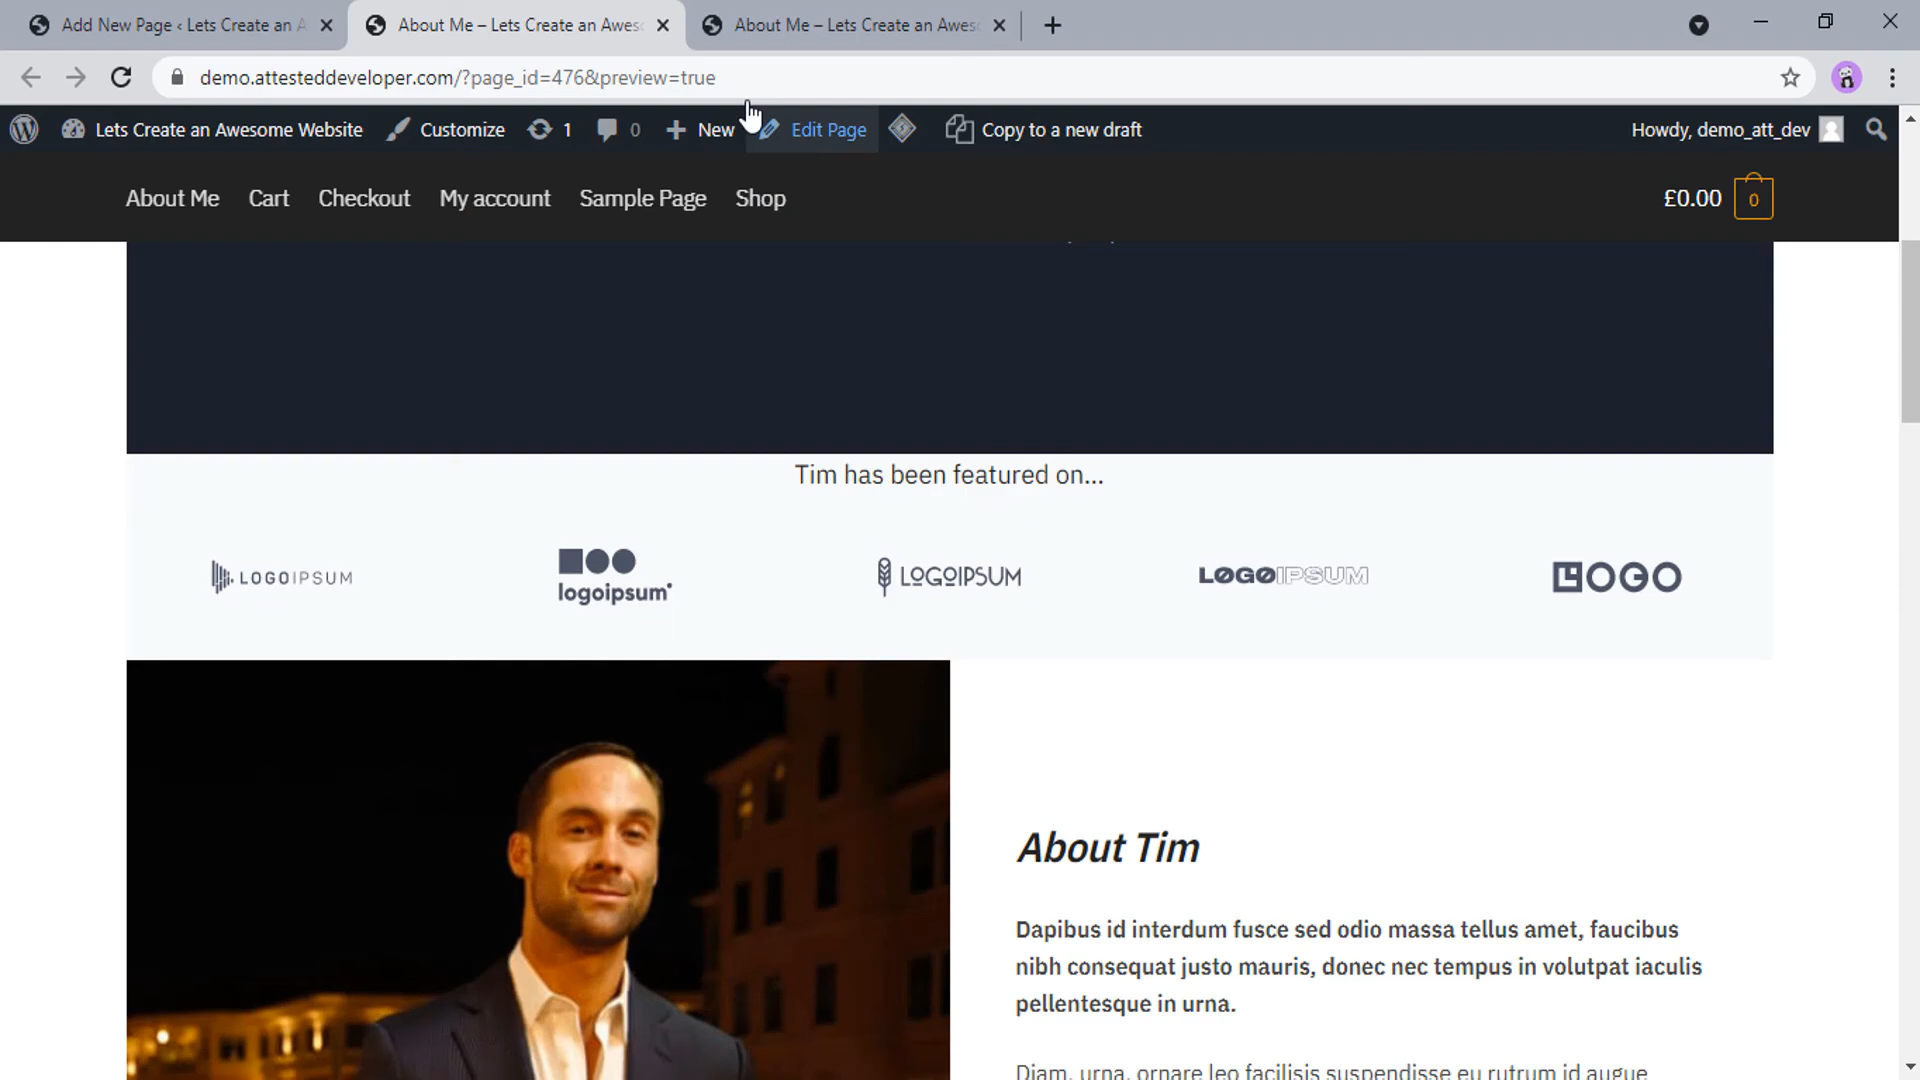 Add New Page ‹ Lets Create an A
About Me – Lets Create an Awes
About Me – Lets Create an Awes
demo.attesteddeveloper.com/?page_id=476&preview=true
Lets Create an Awesome Website
Customize
1
0
New
Edit Page
Copy to a new draft
Howdy, demo_att_dev
About Me
Cart
Checkout
My account
Sample Page
Shop
£0.00
0
Tim has been featured on...
LOGOIPSUM
logoipsum
LOGOIPSUM
LOGOIPSUM
LOGO
About Tim
Dapibus id interdum fusce sed odio massa tellus amet, faucibus
nibh consequat justo mauris, donec nec tempus in volutpat iaculis
pellentesque in urna.
Diam, urna, ornare leo facilisis suspendisse eu rutrum id augue